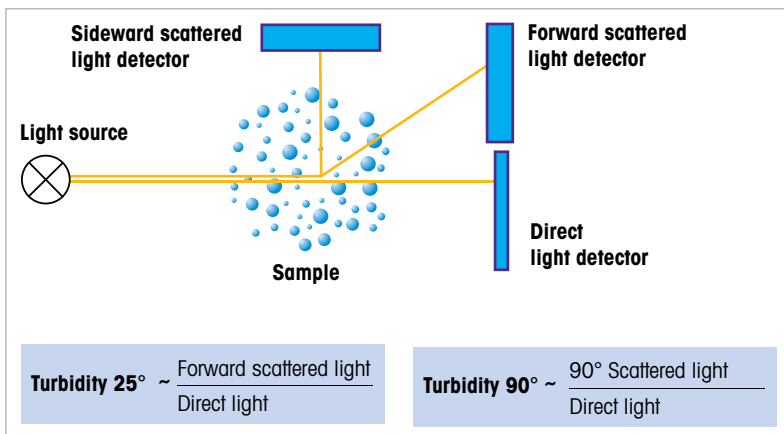 Sideward scattered
light detector
Forward scattered
light detector
Light source
Direct
light detector
Sample
Turbidity 25° ~ Forward scattered light
Direct light
Turbidity 90° ~ 90° Scattered light
Direct light